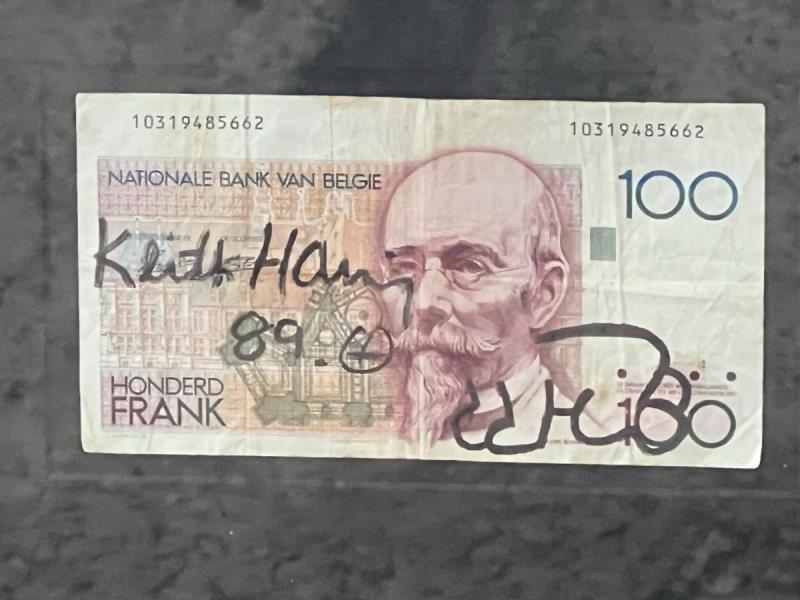 10319485662 10319485662
NATIONALE BANK VAN BELGIE 100
Keith Haring
89.
HONDERD
FRANK 100